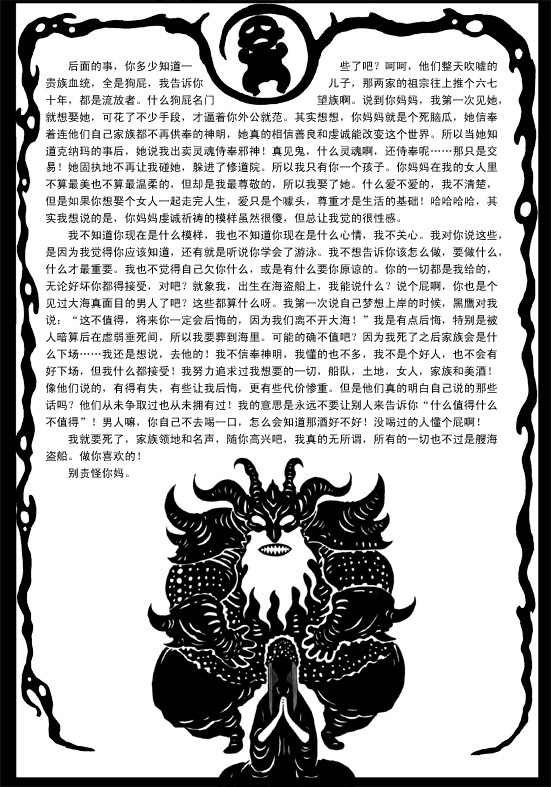 后面的事，你多少知道一些了吧？呵呵，他们整天吹嘘的
贵族血统，全是狗屁，我告诉你儿子，那两家的祖宗往上推个六七
十年，都是流放者。什么狗屁名门望族啊。说到你妈妈，我第一次见她，
就想娶她，可花了不少手段，才逼着你外公就范。其实想想，你妈妈就是个死脑瓜，她信奉
着连他们自己家族都不再供奉的神明，她真的相信善良和虔诚能改变这个世界。所以当她知
道克纳玛的事后，她说我出卖灵魂侍奉邪神！真见鬼，什么灵魂啊，还侍奉呢……那只是交
易！她固执地不再让我碰她，躲进了修道院。所以我只有你一个孩子。你妈妈在我的女人里
不算最美也不算最温柔的，但却是我最尊敬的，所以我娶了她。什么爱不爱的，我不清楚，
但是如果你想娶个女人一起走完人生，爱只是个噱头，尊重才是生活的基础！哈哈哈哈，其
实我想说的是，你妈妈虔诚祈祷的模样虽然很傻，但总让我觉的很性感。
我不知道你现在是什么模样，我也不知道你现在是什么心情，我不关心。我对你说这些，
是因为我觉得你应该知道，还有就是听说你学会了游泳。我不想告诉你该怎么做，要做什么，
什么才最重要。我也不觉得自己欠你什么，或是有什么要你原谅的。你的一切都是我给的，
无论好坏你都得接受，对吧？就象我，出生在海盗船上，我能说什么？说个屁啊，你也是个
见过大海真面目的男人了吧？这些都算什么呀。我第一次说自己梦想上岸的时候，黑鹰对我
说：“这不值得，将来你一定会后悔的，因为我们离不开大海！”我是有点后悔，特别是被
人暗算后在虚弱垂死间，所以我要葬到海里。可能的确不值吧？因为我死了之后家族会是什
么下场……我还是想说，去他的！我不信奉神明，我懂的也不多，我不是个好人，也不会有
好下场，但我什么都接受！我努力追求过我想要的一切，船队，土地，女人，家族和美酒！
像他们说的，有得有失，有些让我后悔，更有些代价惨重。但是他们真的明白自己说的那些
话吗？他们从未争取过也从未拥有过！我的意思是永远不要让别人来告诉你“什么值得什么
不值得”！男人嘛，你自己不去喝一口，怎么会知道那酒好不好！没喝过的人懂个屁啊！
我就要死了，家族领地和名声，随你高兴吧，我真的无所谓，所有的一切也不过是艘海
盗船。做你喜欢的！
别责怪你妈。